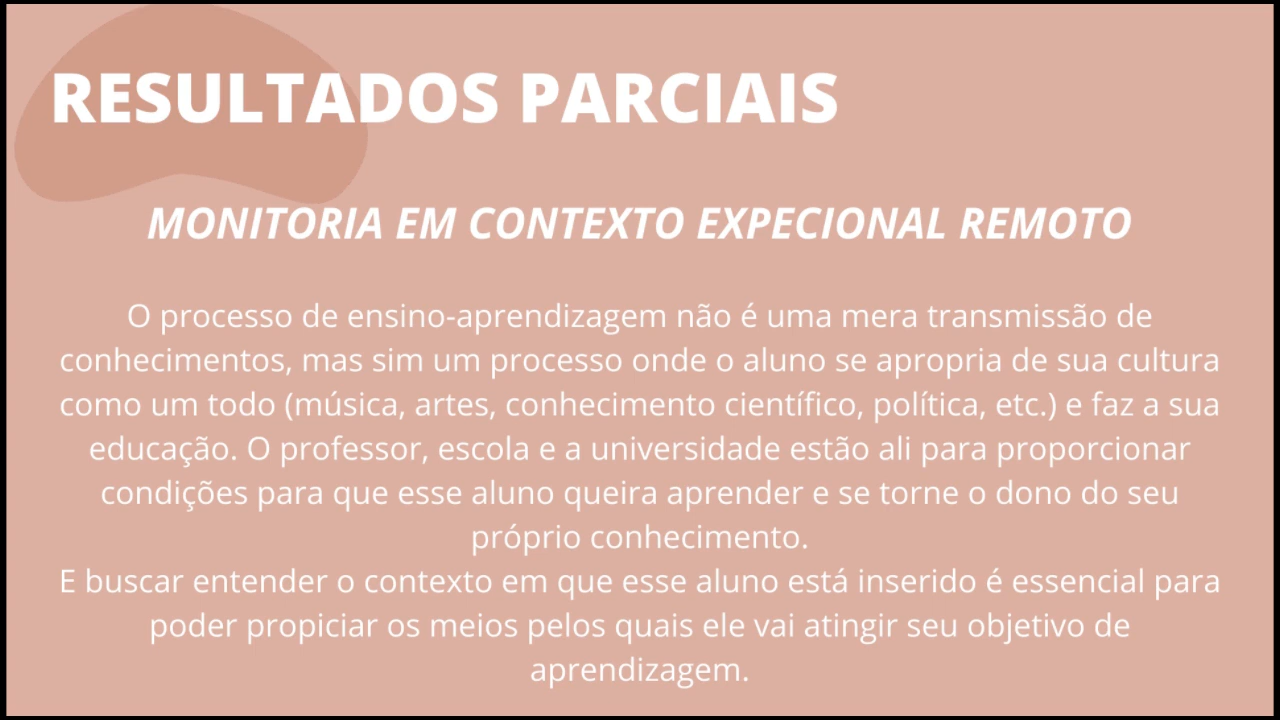 RESULTADOS PARCIAIS
MONITORIA EM CONTEXTO EXPECIONAL REMOTO
O processo de ensino-aprendizagem não é uma mera transmissão de
conhecimentos, mas sim um processo onde o aluno se apropria de sua cultura
como um todo (música, artes, conhecimento científico, política, etc.) e faz a sua
educação. O professor, escola e a universidade estão ali para proporcionar
condições para que esse aluno queira aprender e se torne o dono do seu
próprio conhecimento.
E buscar entender o contexto em que esse aluno está inserido é essencial para
poder propiciar os meios pelos quais ele vai atingir seu objetivo de
aprendizagem.